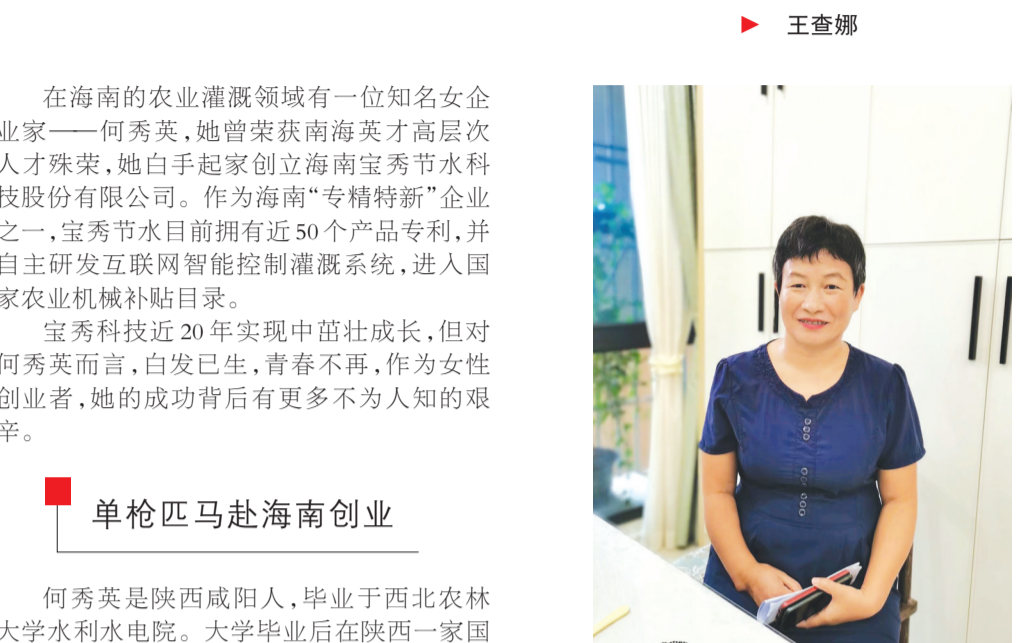 王查娜
在海南的农业灌溉领域有一位知名女企
业家——何秀英，她曾荣获南海英才高层次
人才殊荣，她白手起家创立海南宝秀节水科
技股份有限公司。作为海南“专精特新”企业
之一，宝秀节水目前拥有近50个产品专利，并
自主研发互联网智能控制灌溉系统，进入国
家农业机械补贴目录。
宝秀科技近20年实现中茁壮成长，但对
何秀英而言，白发已生，青春不再，作为女性
创业者，她的成功背后有更多不为人知的艰
辛。
单枪匹马赴海南创业
何秀英是陕西咸阳人，毕业于西北农林
大学水利水电院。大学毕业后在陕西一家国